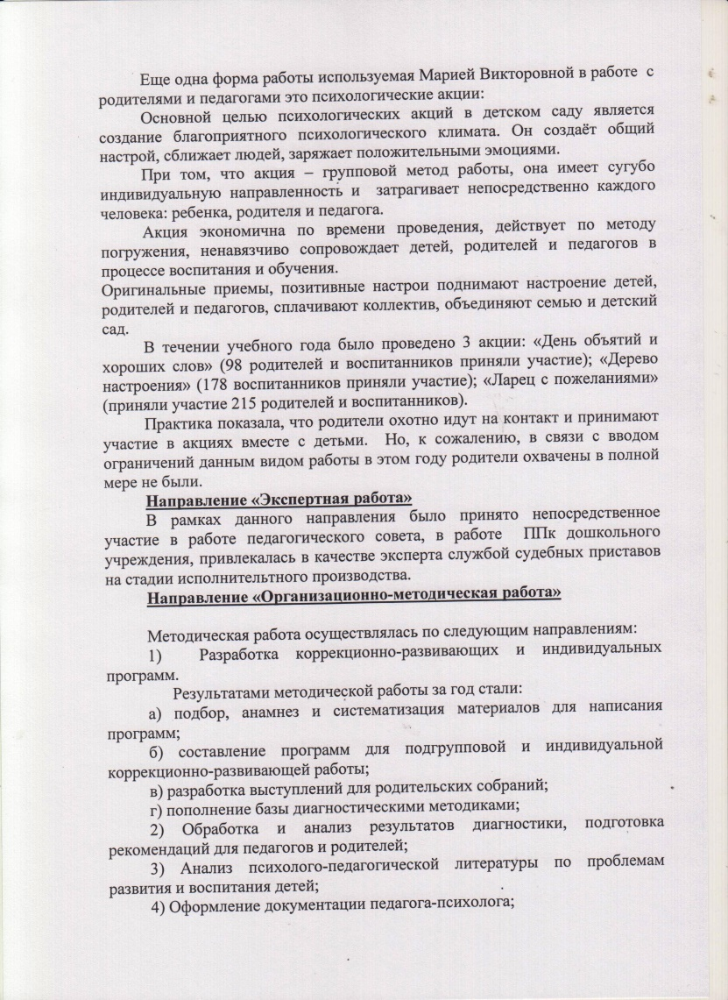 Еще одна форма работы используемая Марией Викторовной в работе с
родителями и педагогами это психологические акции:
Основной целью психологических акций в детском саду является
создание благоприятного психологического климата. Он создаёт общий
настрой, сближает людей, заряжает положительными эмоциями.
При том, что акция – групповой метод работы, она имеет сугубо
индивидуальную направленность и затрагивает непосредственно каждого
человека: ребенка, родителя и педагога.
Акция экономична по времени проведения, действует по методу
погружения, ненавязчиво сопровождает детей, родителей и педагогов в
процессе воспитания и обучения.
Оригинальные приемы, позитивные настрои поднимают настроение детей,
родителей и педагогов, сплачивают коллектив, объединяют семью и детский
сад.
В течении учебного года было проведено 3 акции: «День объятий и
хороших слов» (98 родителей и воспитанников приняли участие); «Дерево
настроения» (178 воспитанников приняли участие); «Ларец с пожеланиями»
(приняли участие 215 родителей и воспитанников).
Практика показала, что родители охотно идут на контакт и принимают
участие в акциях вместе с детьми. Но, к сожалению, в связи с вводом
ограничений данным видом работы в этом году родители охвачены в полной
мере не были.
Направление «Экспертная работа»
В рамках данного направления было принято непосредственное
участие в работе педагогического совета, в работе ППк дошкольного
учреждения, привлекалась в качестве эксперта службой судебных приставов
на стадии исполнительтного производства.
Направление «Организационно-методическая работа»
Методическая работа осуществлялась по следующим направлениям:
1) Разработка коррекционно-развивающих и индивидуальных
программ.
Результатами методической работы за год стали:
а) подбор, анамнез и систематизация материалов для написания
программ;
б) составление программ для подгрупповой и индивидуальной
коррекционно-развивающей работы;
в) разработка выступлений для родительских собраний;
г) пополнение базы диагностическими методиками;
2) Обработка и анализ результатов диагностики, подготовка
рекомендаций для педагогов и родителей;
3) Анализ психолого-педагогической литературы по проблемам
развития и воспитания детей;
4) Оформление документации педагога-психолога;